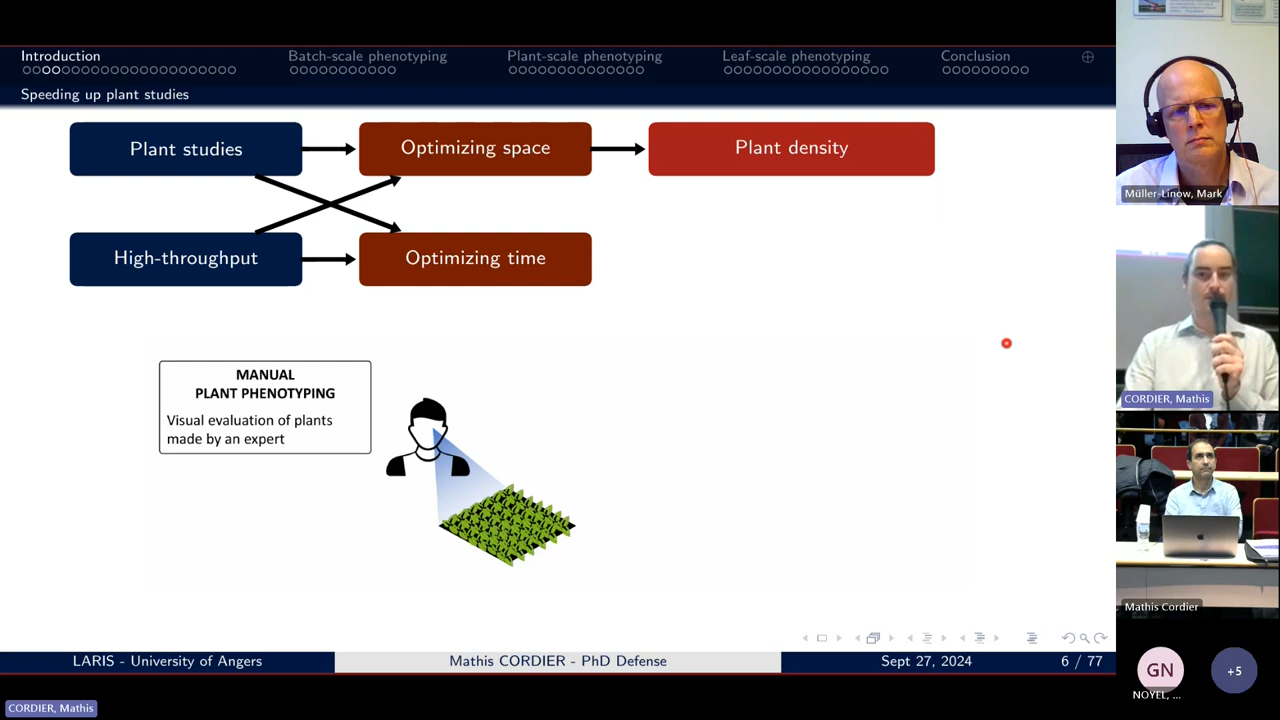 Introduction
Batch-scale phenotyping
Plant-scale phenotyping
Leaf-scale phenotyping
Conclusion
Speeding up plant studies
Plant studies
Optimizing space
Plant density
High-throughput
Optimizing time
MANUAL
PLANT PHENOTYPING
Visual evaluation of plants
made by an expert
LARIS - University of Angers
Mathis CORDIER - PhD Defense
Sept 27, 2024
6 / 77
Müller-Linow, Mark
CORDIER, Mathis
Mathis Cordier
GN
NOYEL, ...
+5
CORDIER, Mathis